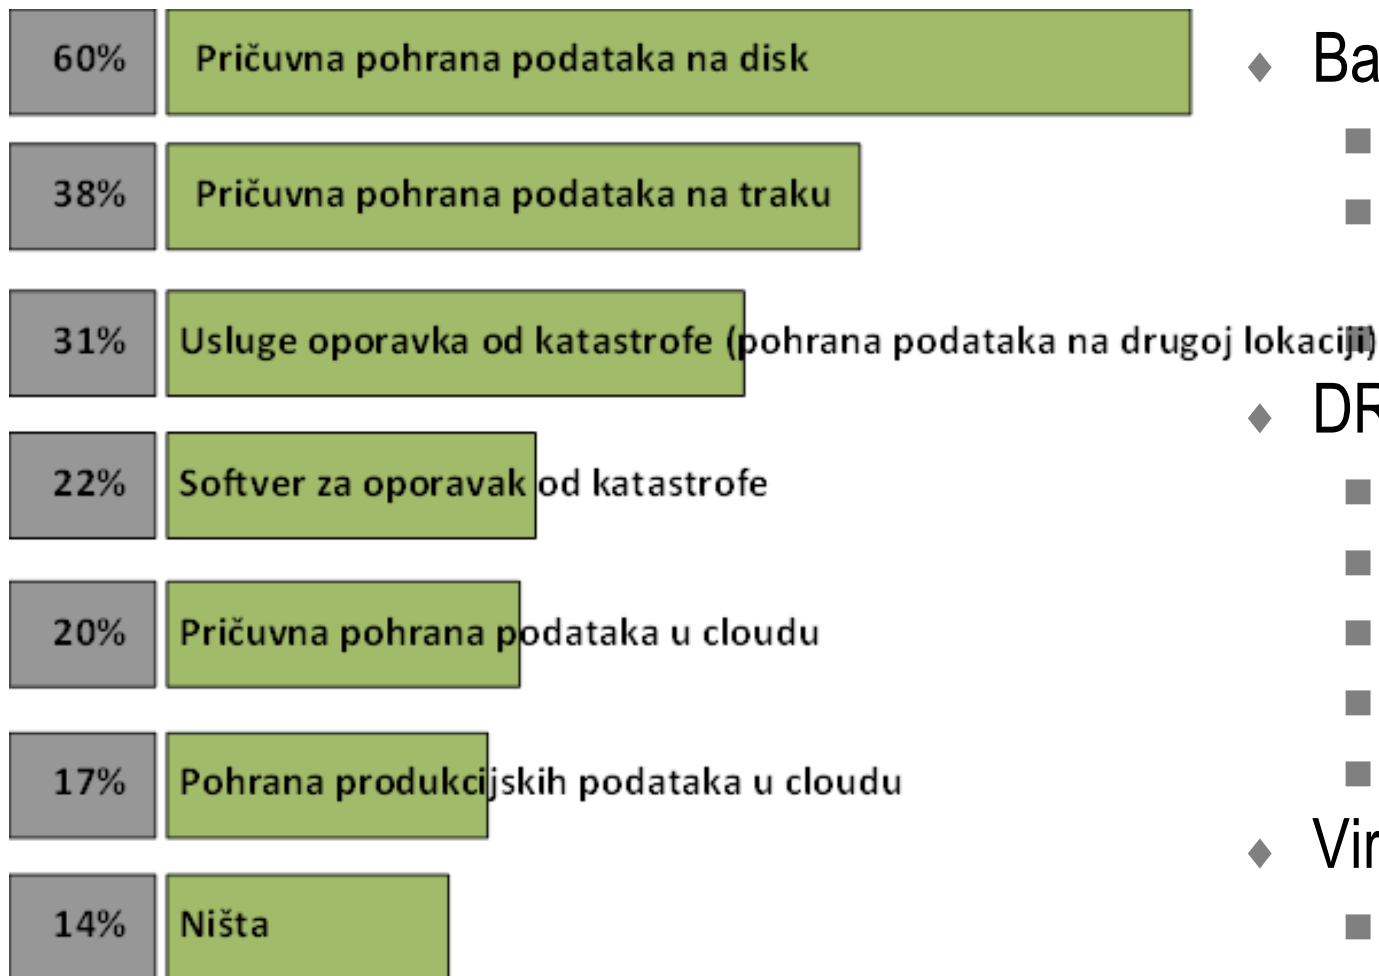 60% Pričuvna pohrana podataka na disk
38% Pričuvna pohrana podataka na traku
31% Usluge oporavka od katastrofe (pohrana podataka na drugoj lokaciji)
22% Softver za oporavak od katastrofe
20% Pričuvna pohrana podataka u cloudu
17% Pohrana produkcijskih podataka u cloudu
14% Ništa
Ba
DR
Vir